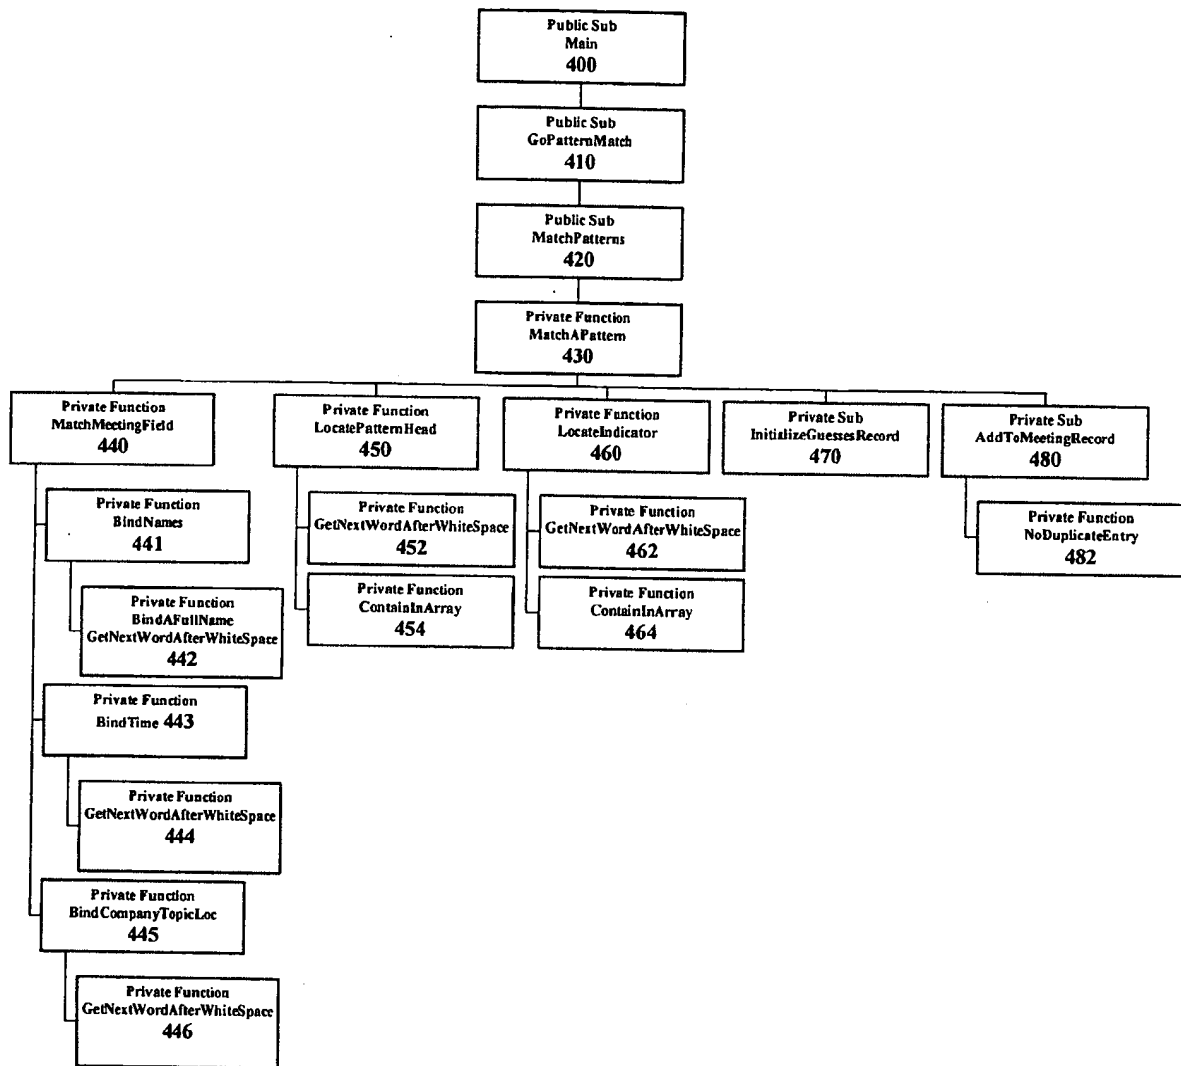 Public Sub
Main
400
Public Sub
GoPatternMatch
410
Public Sub
MatchPatterns
420
Private Function
MatchAPattern
430
Private Function
MatchMeetingField
440
Private Function
LocatePatternHead
450
Private Function
LocateIndicator
460
Private Sub
InitializeGuessesRecord
470
Private Sub
AddToMeetingRecord
480
Private Function
BindNames
441
Private Function
GetNextWordAfterWhiteSpace
452
Private Function
GetNextWordAfterWhiteSpace
462
Private Function
NoDuplicateEntry
482
Private Function
ContainInArray
454
Private Function
ContainInArray
464
Private Function
BindAFullName
GetNextWordAfterWhiteSpace
442
Private Function
BindTime 443
Private Function
GetNextWordAfterWhiteSpace
444
Private Function
BindCompanyTopicLoc
445
Private Function
GetNextWordAfterWhiteSpace
446